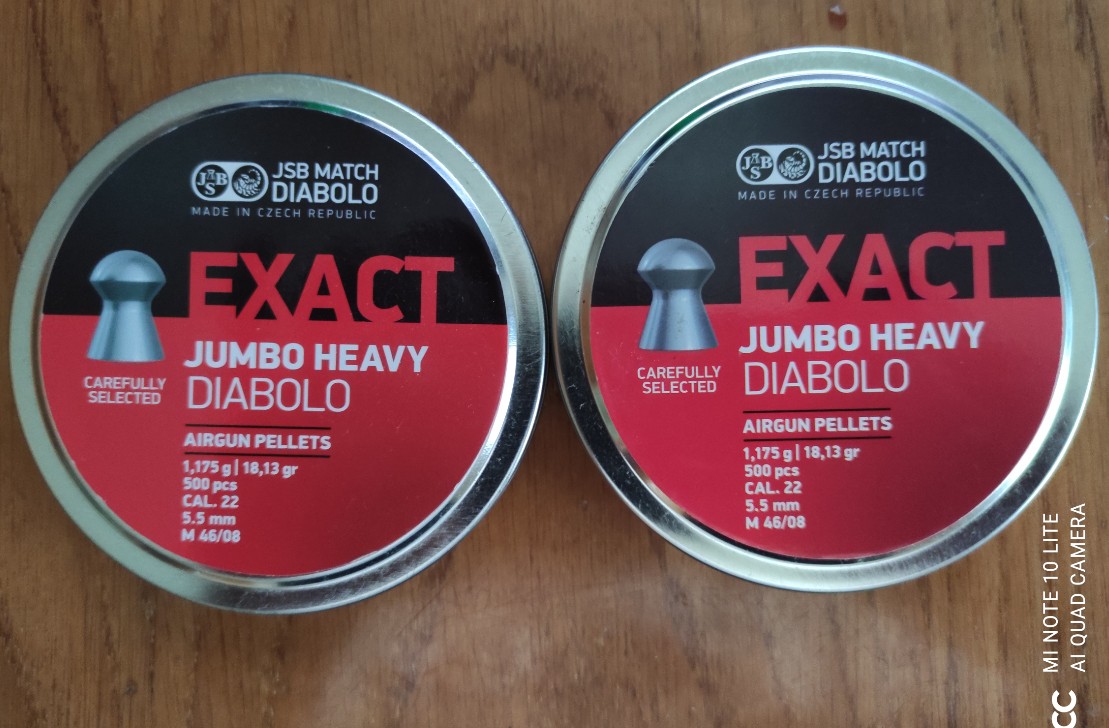 JSB
JSB MATCH
DIABOLO
MADE IN CZECH REPUBLIC
EXACT
JUMBO HEAVY
DIABOLO
CAREFULLY
SELECTED
AIRGUN PELLETS
1,175 g | 18,13 gr
500 pcs
CAL. 22
5.5 mm
M 46/08
JSB
JSB MATCH
DIABOLO
MADE IN CZECH REPUBLIC
EXACT
JUMBO HEAVY
DIABOLO
CAREFULLY
SELECTED
AIRGUN PELLETS
1,175 g | 18,13 gr
500 pcs
CAL. 22
5.5 mm
M 46/08
MI NOTE 10 LITE
AI QUAD CAMERA